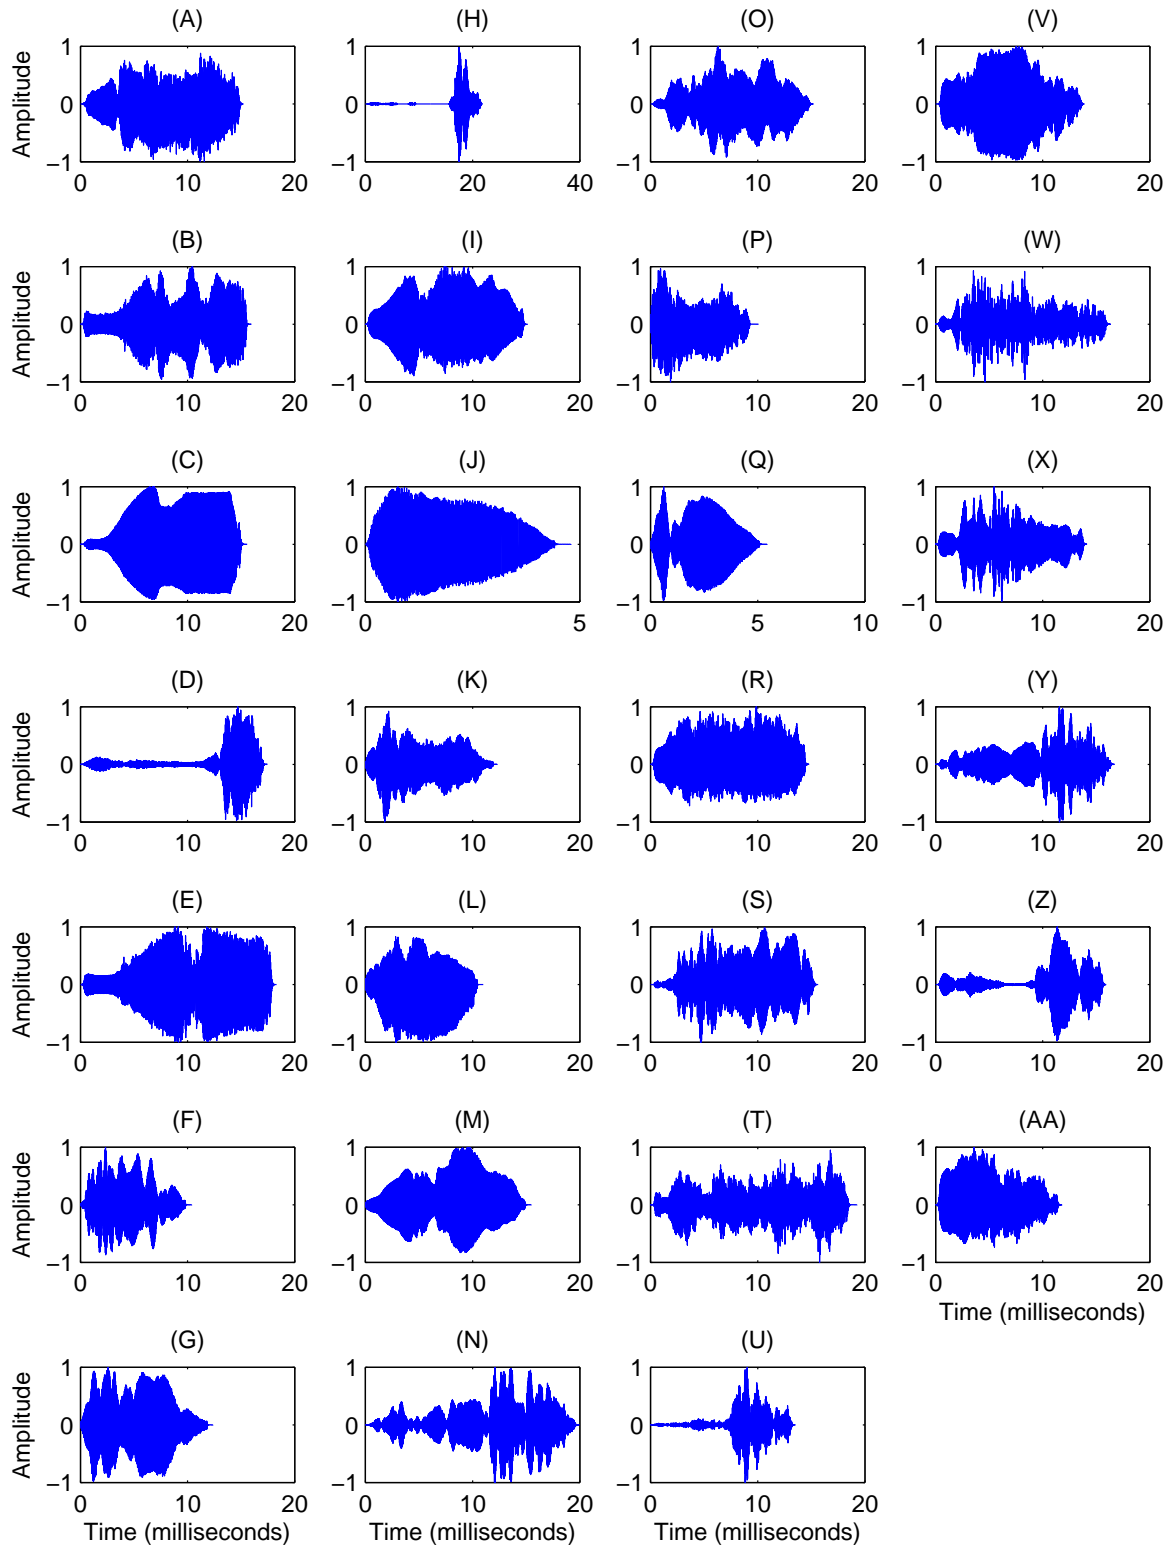 (A) (H) (O) (V)
Amplitude 1 0 −1 0 10 20
1 0 −1 0 20 40
1 0 −1 0 10 20
1 0 −1 0 10 20
(B) (I) (P) (W)
Amplitude 1 0 −1 0 10 20
1 0 −1 0 10 20
1 0 −1 0 10 20
1 0 −1 0 10 20
(C) (J) (Q) (X)
Amplitude 1 0 −1 0 10 20
1 0 −1 0 5
1 0 −1 0 5 10
1 0 −1 0 10 20
(D) (K) (R) (Y)
Amplitude 1 0 −1 0 10 20
1 0 −1 0 10 20
1 0 −1 0 10 20
1 0 −1 0 10 20
(E) (L) (S) (Z)
Amplitude 1 0 −1 0 10 20
1 0 −1 0 10 20
1 0 −1 0 10 20
1 0 −1 0 10 20
(F) (M) (T) (AA)
Amplitude 1 0 −1 0 10 20
1 0 −1 0 10 20
1 0 −1 0 10 20
1 0 −1 0 10 20
Time (milliseconds)
(G) (N) (U)
Amplitude 1 0 −1 0 10 20
1 0 −1 0 10 20
1 0 −1 0 10 20
Time (milliseconds) Time (milliseconds) Time (milliseconds)